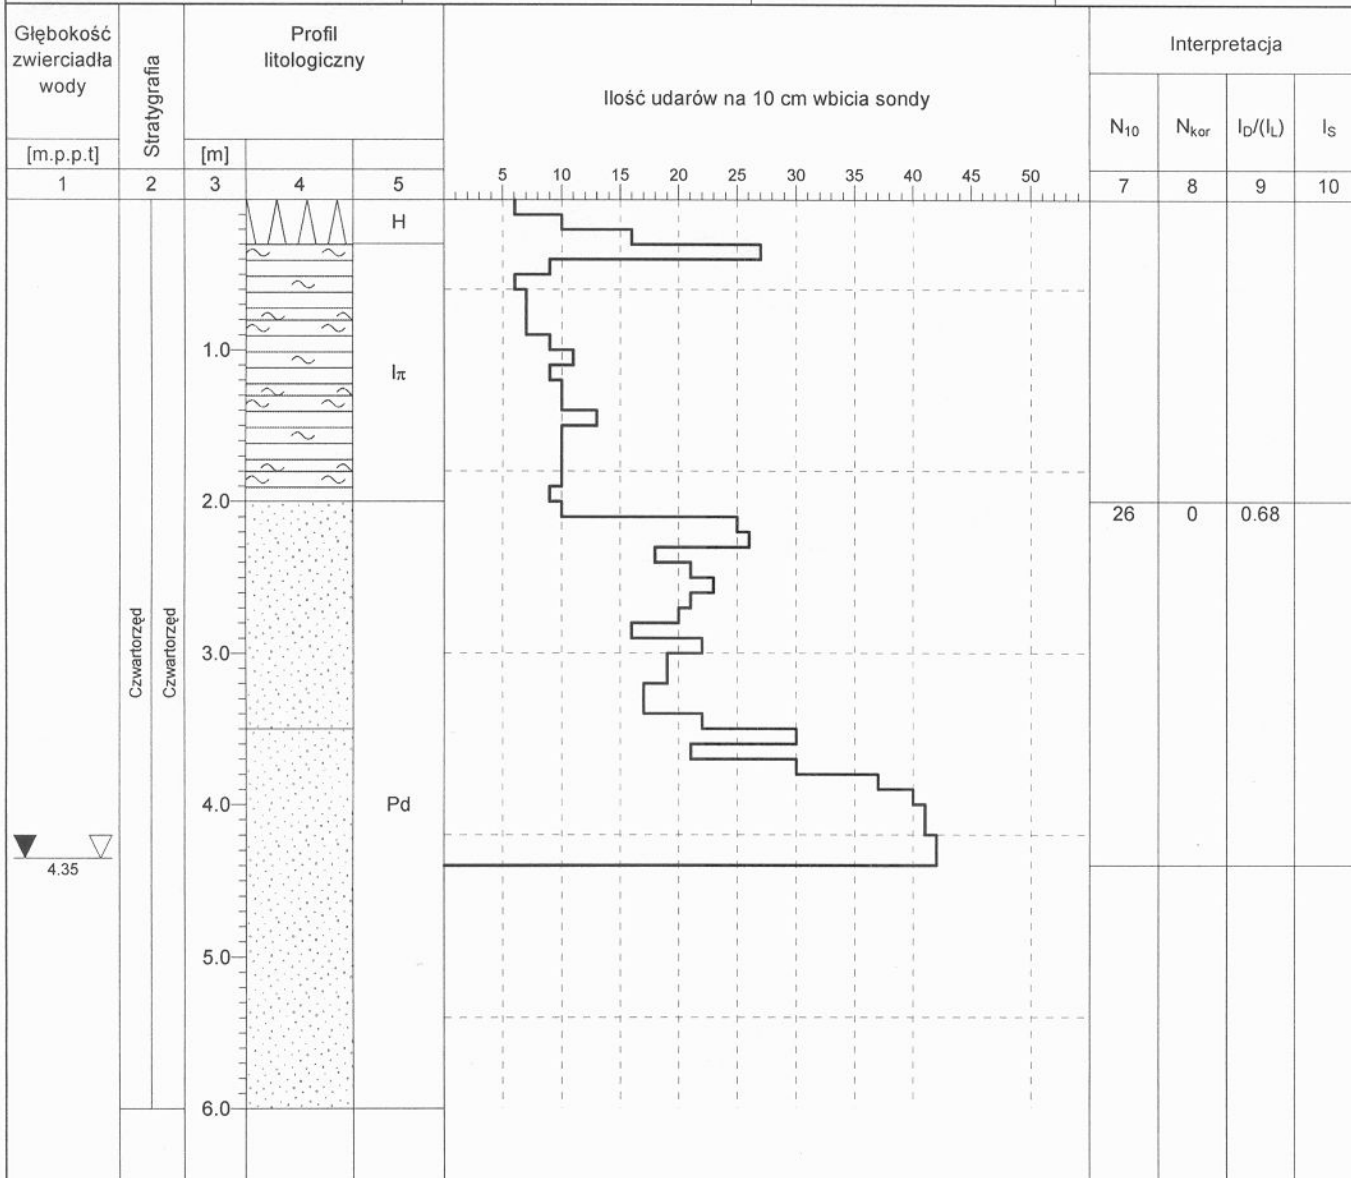 Głębokość
zwierciadła
wody
Stratygrafia
Profil
litologiczny
Ilość udarów na 10 cm wbicia sondy
Interpretacja
N10 Nkor ID/(IL) IS
[m.p.p.t] [m]
1 2 3 4 5 7 8 9 10
5 10 15 20 25 30 35 40 45 50
H
1.0
Iπ
2.0
26 0 0.68
Czwartorzęd
Czwartorzęd
3.0
4.0
Pd
4.35
5.0
6.0